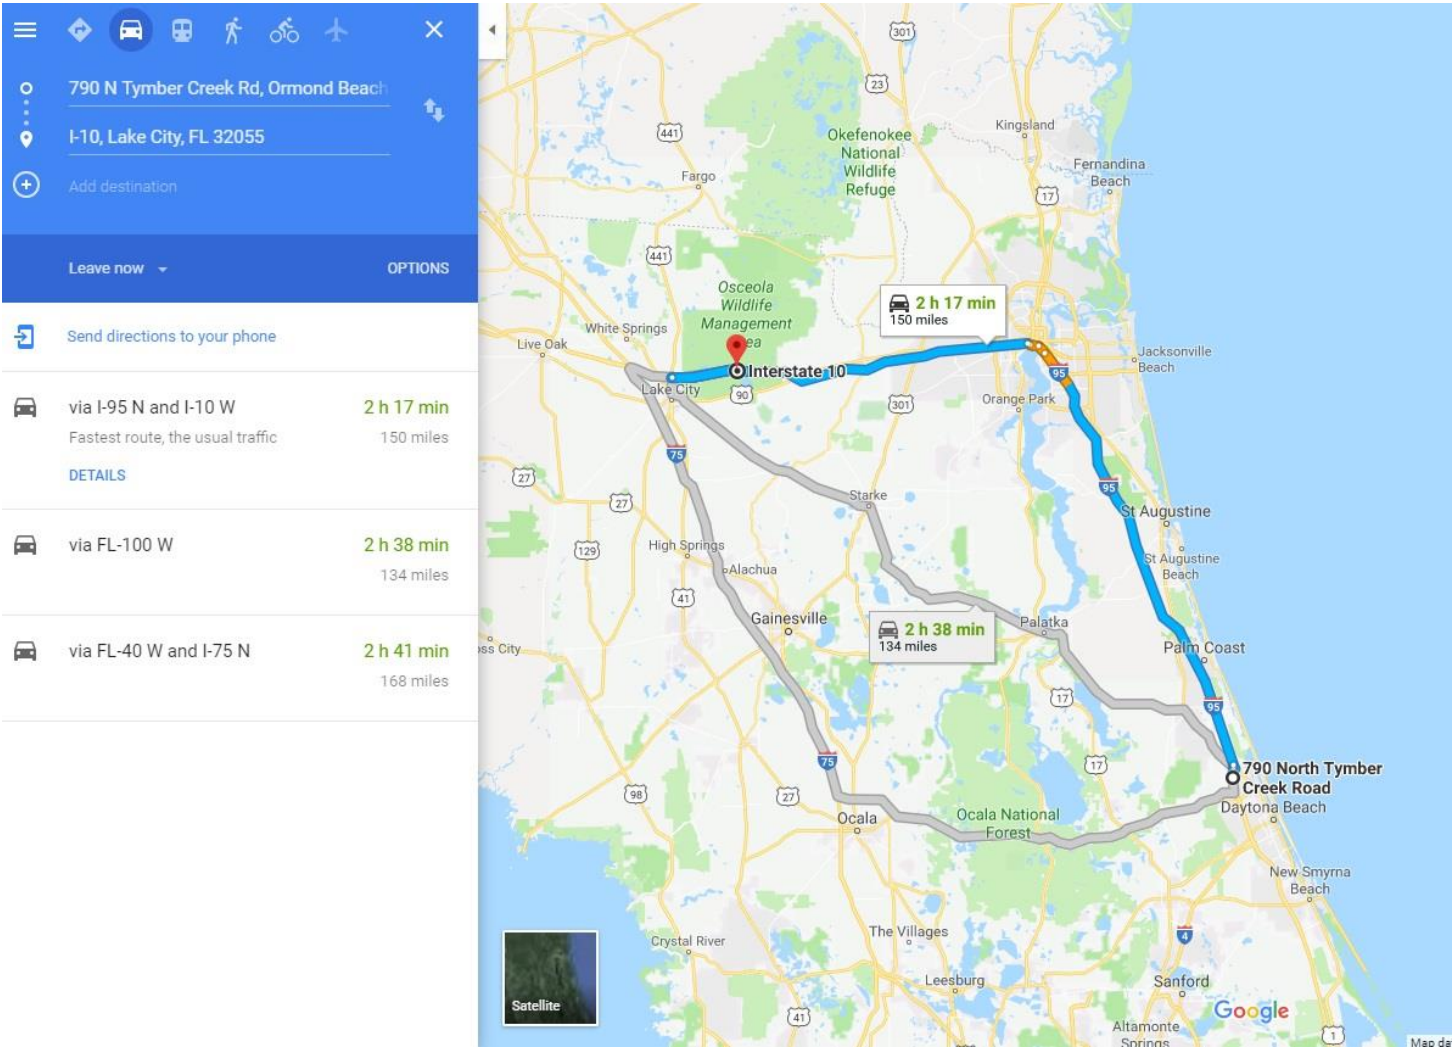 790 N Tymber Creek Rd, Ormond Beach
I-10, Lake City, FL 32055
Add destination
Leave now
OPTIONS
Send directions to your phone
via I-95 N and I-10 W
2 h 17 min
Fastest route, the usual traffic
150 miles
DETAILS
via FL-100 W
2 h 38 min
134 miles
via FL-40 W and I-75 N
2 h 41 min
168 miles
301
23
441
Okefenokee
National
Wildlife
Refuge
Kingsland
Fargo
Fernandina
Beach
17
441
Osceola
Wildlife
Management
2 h 17 min
150 miles
White Springs
Live Oak
Jacksonville
Beach
Interstate 10
95
Lake City
90
301
Orange Park
75
27
95
27
Starke
St Augustine
129
High Springs
St Augustine
Beach
Alachua
41
Gainesville
2 h 38 min
134 miles
Palatka
Palm Coast
City
17
95
75
17
790 North Tymber
Creek Road
98
27
Daytona Beach
Ocala
Ocala National
Forest
New Smyrna
Beach
The Villages
4
Crystal River
Leesburg
Sanford
Satellite
41
Google
Altamonte
Springs
1
Map da